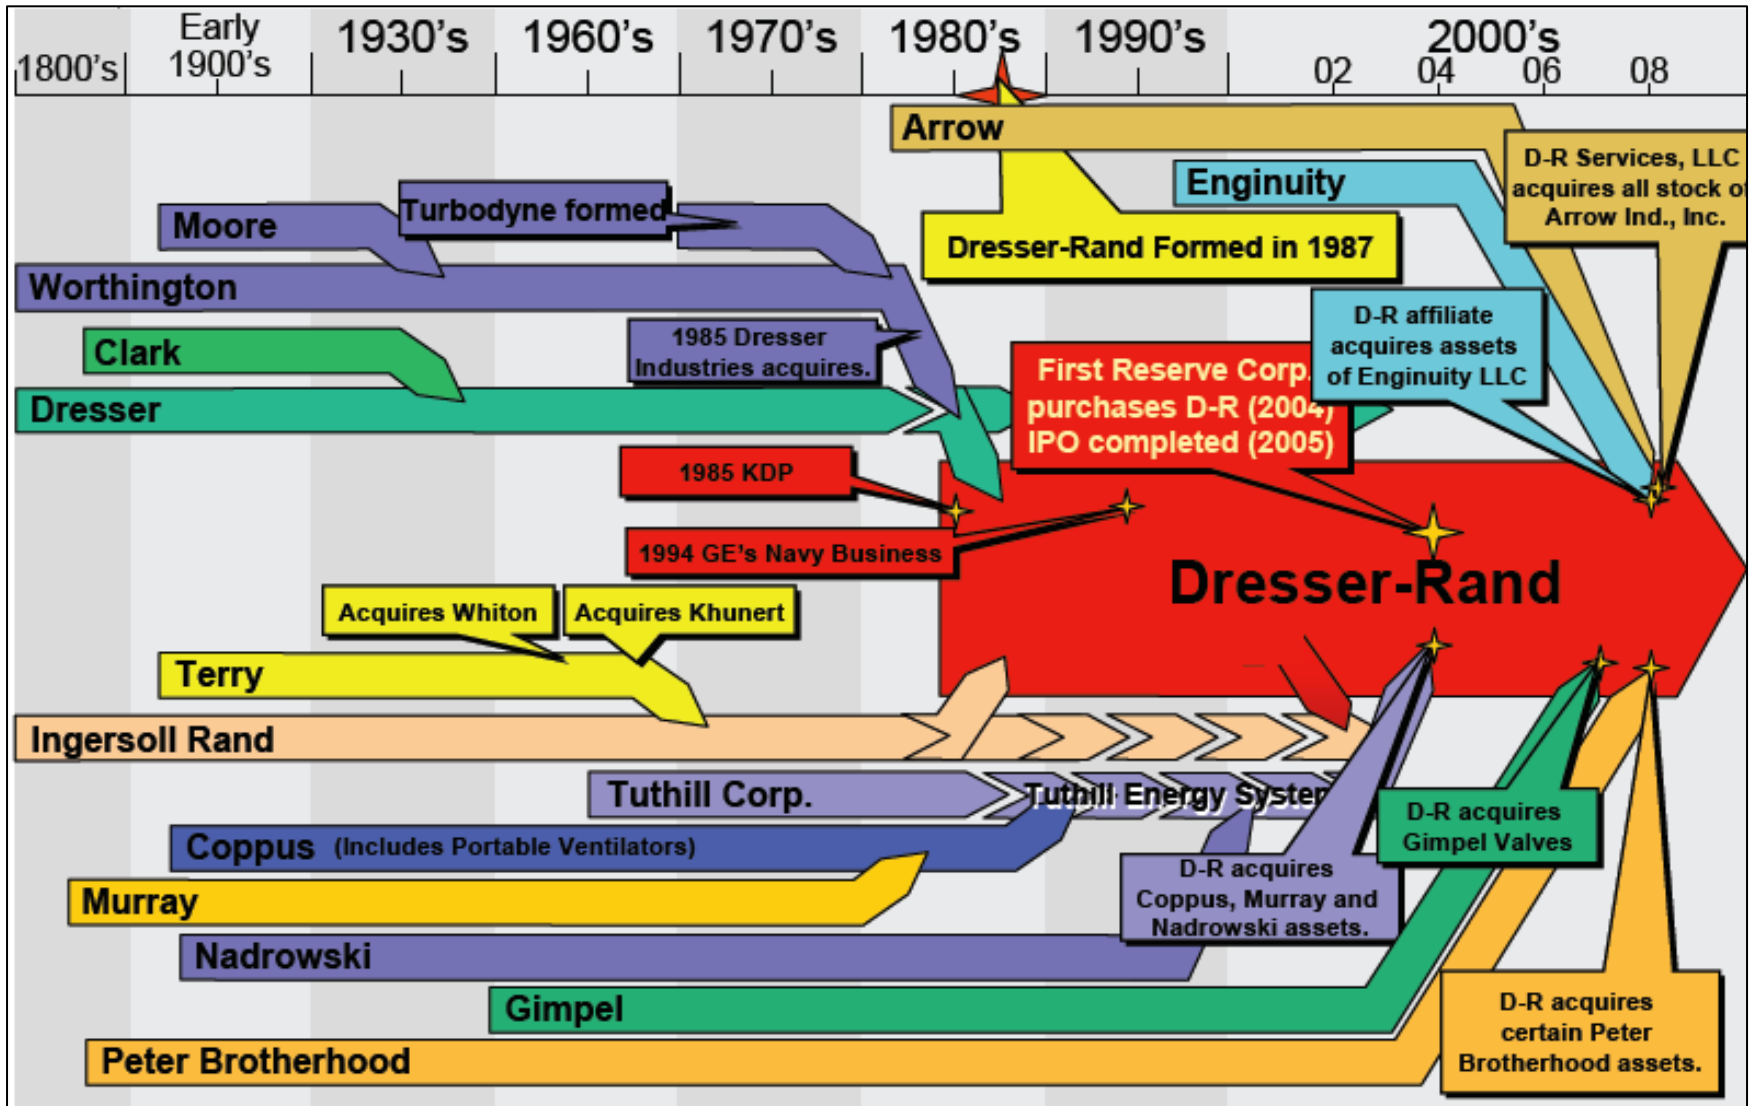 1800's
Early
1900's
1930's
1960's
1970's
1980's
1990's
2000's
02
04
06
08
Arrow
D-R Services, LLC
acquires all stock of
Arrow Ind., Inc.
Enginuity
Moore
Turbodyne formed
Dresser-Rand Formed in 1987
Worthington
1985 Dresser
Industries acquires.
D-R affiliate
acquires assets
of Enginuity LLC
Clark
First Reserve Corp.
purchases D-R (2004)
IPO completed (2005)
Dresser
1985 KDP
1994 GE's Navy Business
Dresser-Rand
Acquires Whiton
Acquires Khunert
Terry
Ingersoll Rand
Tuthill Corp.
Tuthill Energy
D-R acquires
Gimpel Valves
Coppus (Includes Portable Ventilators)
D-R acquires
Coppus, Murray and
Nadrowski assets.
Murray
Nadrowski
Gimpel
D-R acquires
certain Peter
Brotherhood assets.
Peter Brotherhood